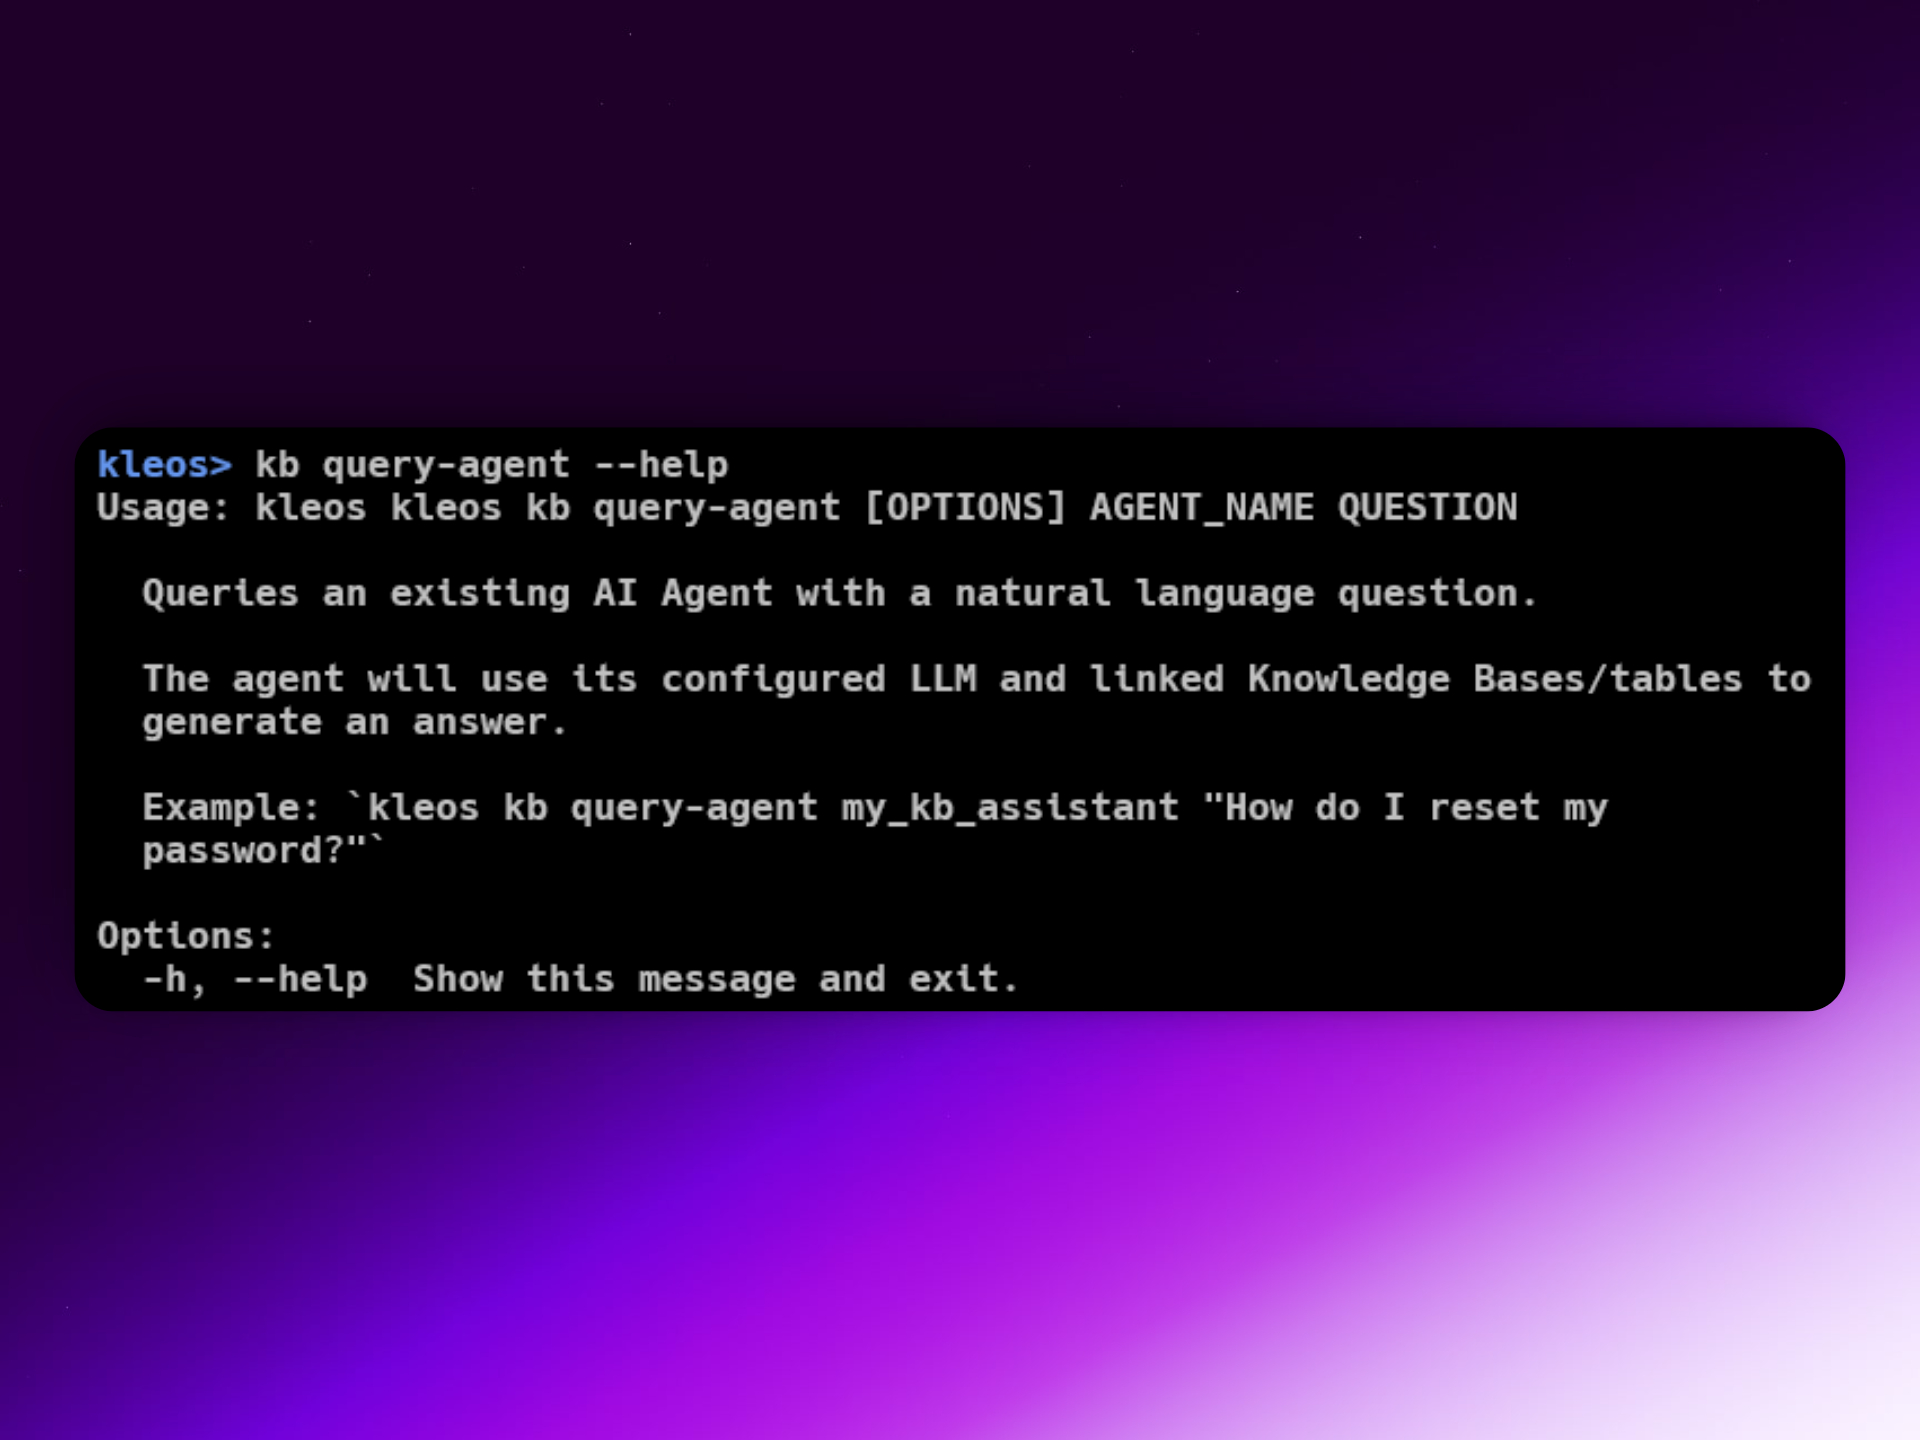 kleos> kb query-agent --help
Usage: kleos kleos kb query-agent [OPTIONS] AGENT_NAME QUESTION
Queries an existing AI Agent with a natural language question.
The agent will use its configured LLM and linked Knowledge Bases/tables to
generate an answer.
Example: `kleos kb query-agent my_kb_assistant "How do I reset my
password?"`
Options:
-h, --help  Show this message and exit.